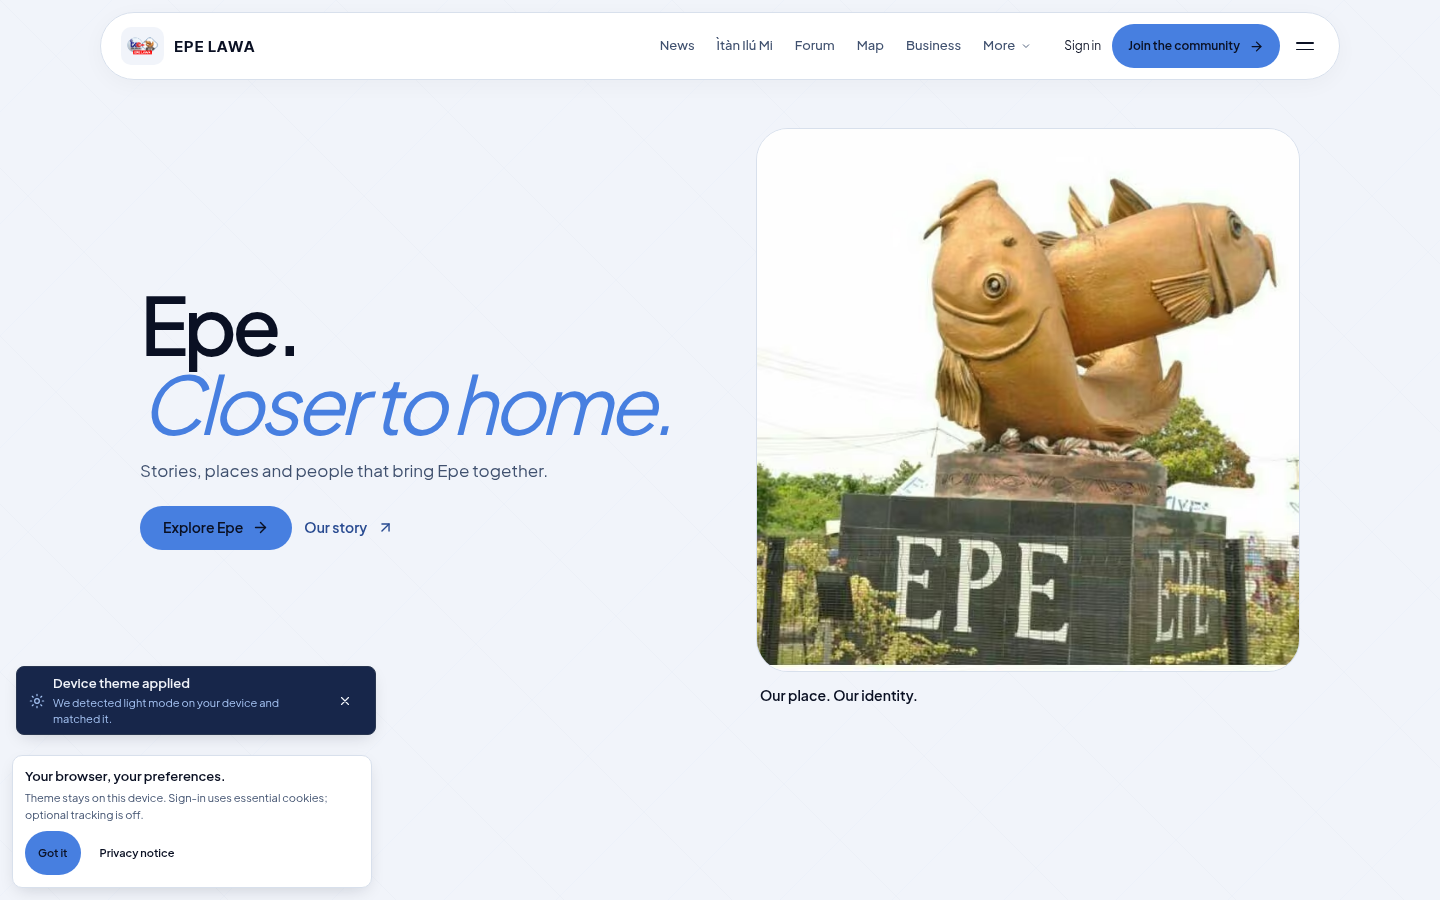 EPE LAWA
News
Ìtàn Ilú Mi
Forum
Map
Business
More
Sign in
Join the community
Epe.
Closer to home.
Stories, places and people that bring Epe together.
Explore Epe
Our story
EPE
EPE
Our place. Our identity.
Device theme applied
We detected light mode on your device and
matched it.
Your browser, your preferences.
Theme stays on this device. Sign-in uses essential cookies;
optional tracking is off.
Got it
Privacy notice